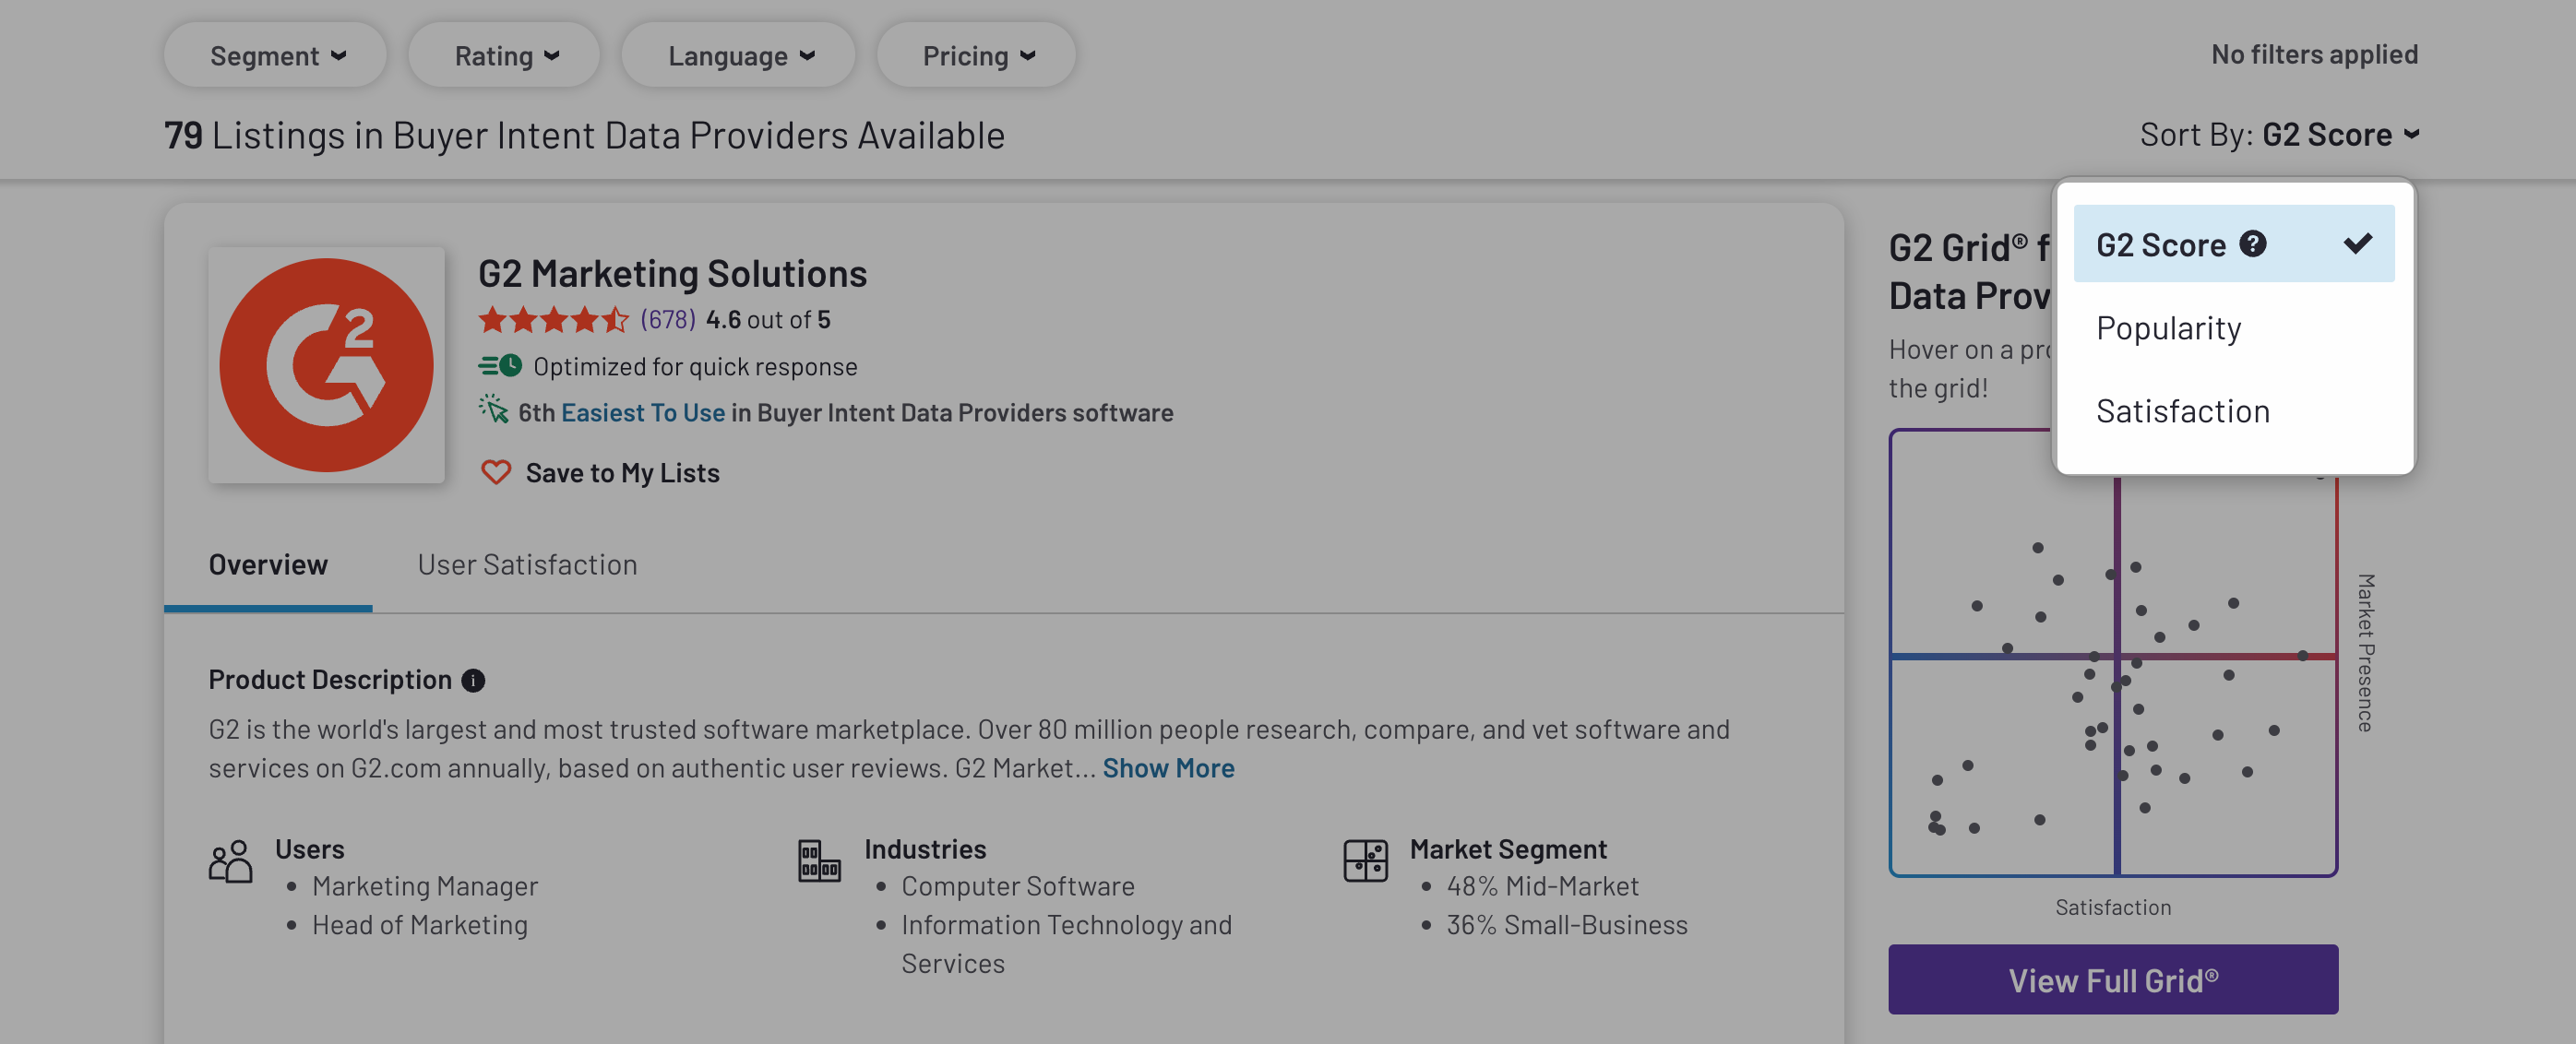 Segment
Rating
Language
Pricing
No filters applied
79 Listings in Buyer Intent Data Providers Available
Sort By: G2 Score
G2 Score
Popularity
Satisfaction
G2 Marketing Solutions
(678) 4.6 out of 5
Optimized for quick response
6th Easiest To Use in Buyer Intent Data Providers software
Save to My Lists
Overview
User Satisfaction
Product Description
G2 is the world's largest and most trusted software marketplace. Over 80 million people research, compare, and vet software and
services on G2.com annually, based on authentic user reviews. G2 Market... Show More
Users
• Marketing Manager
• Head of Marketing
Industries
• Computer Software
• Information Technology and
Services
Market Segment
• 48% Mid-Market
• 36% Small-Business
G2 Grid®
Data
Hover on a
the grid!
Market Presence
Satisfaction
View Full Grid®